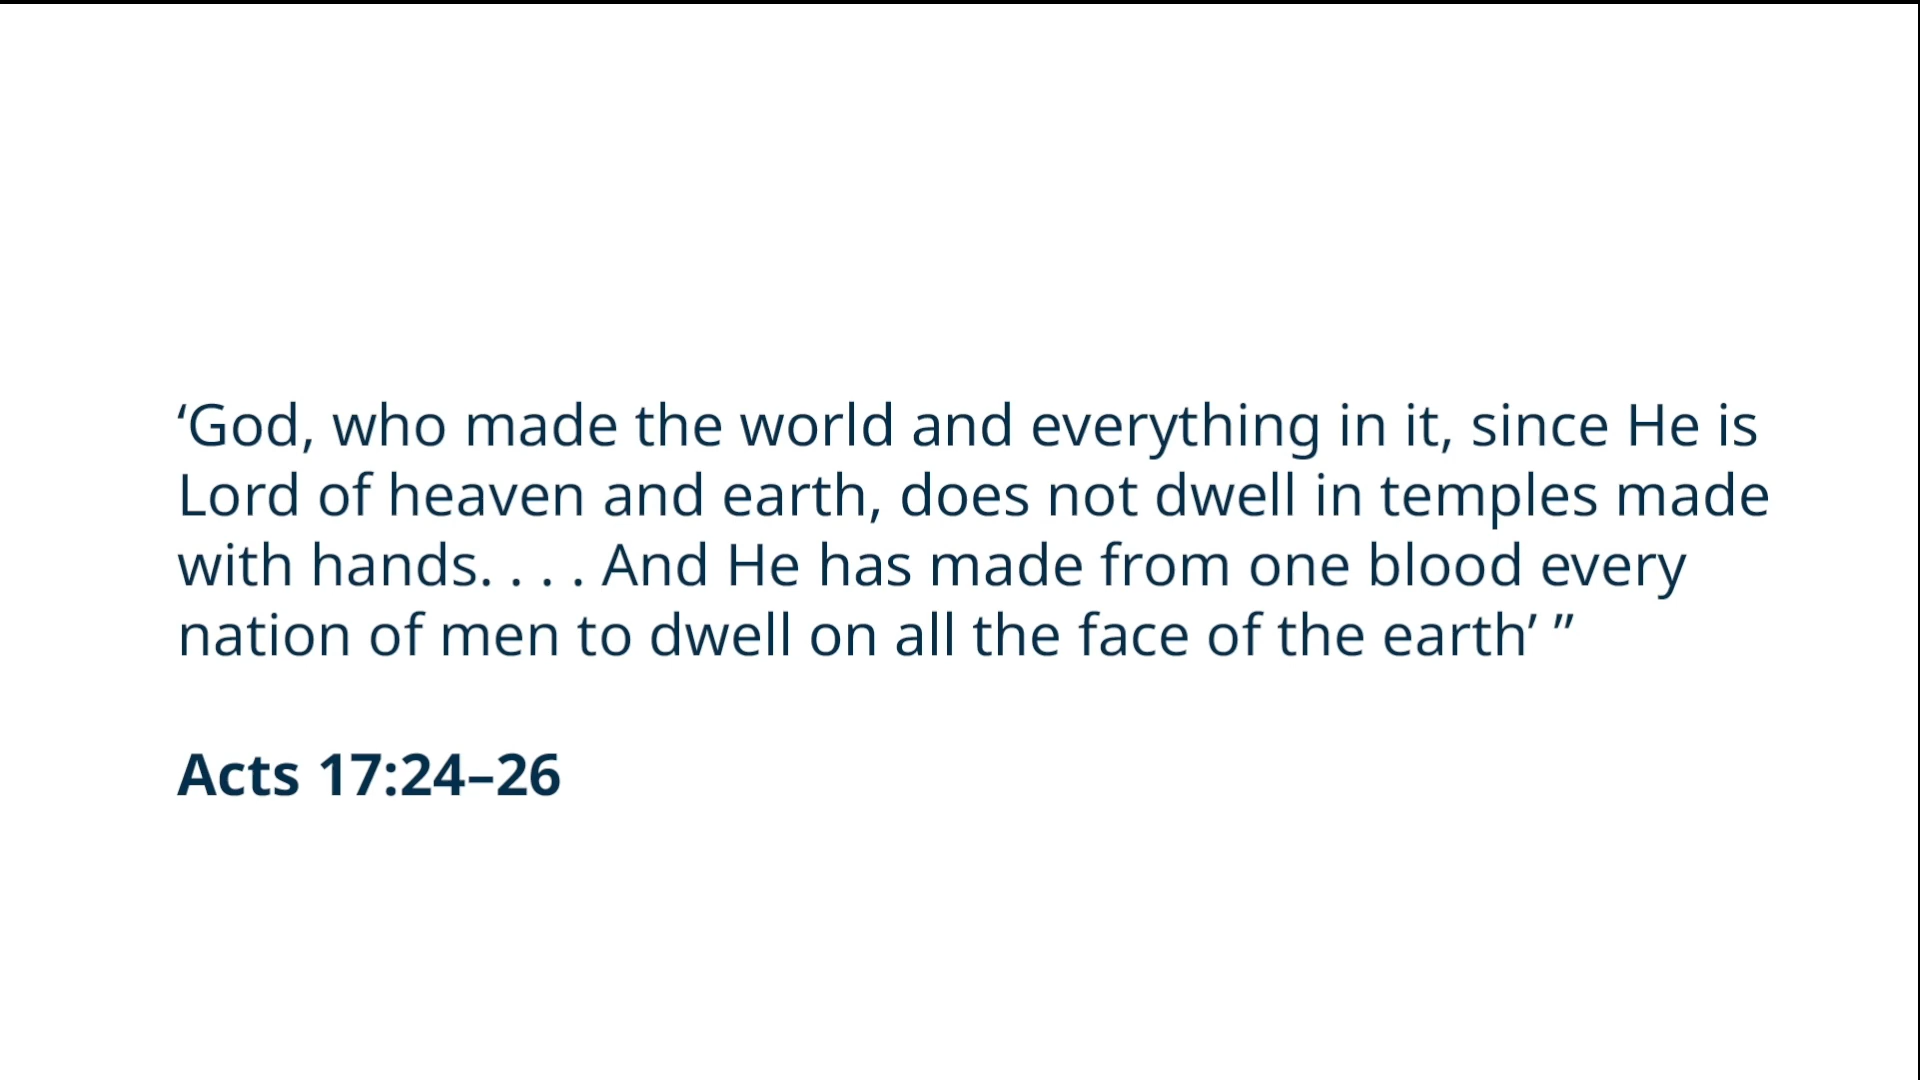 ‘God, who made the world and everything in it, since He is
Lord of heaven and earth, does not dwell in temples made
with hands. . . . And He has made from one blood every
nation of men to dwell on all the face of the earth’ ”
Acts 17:24–26